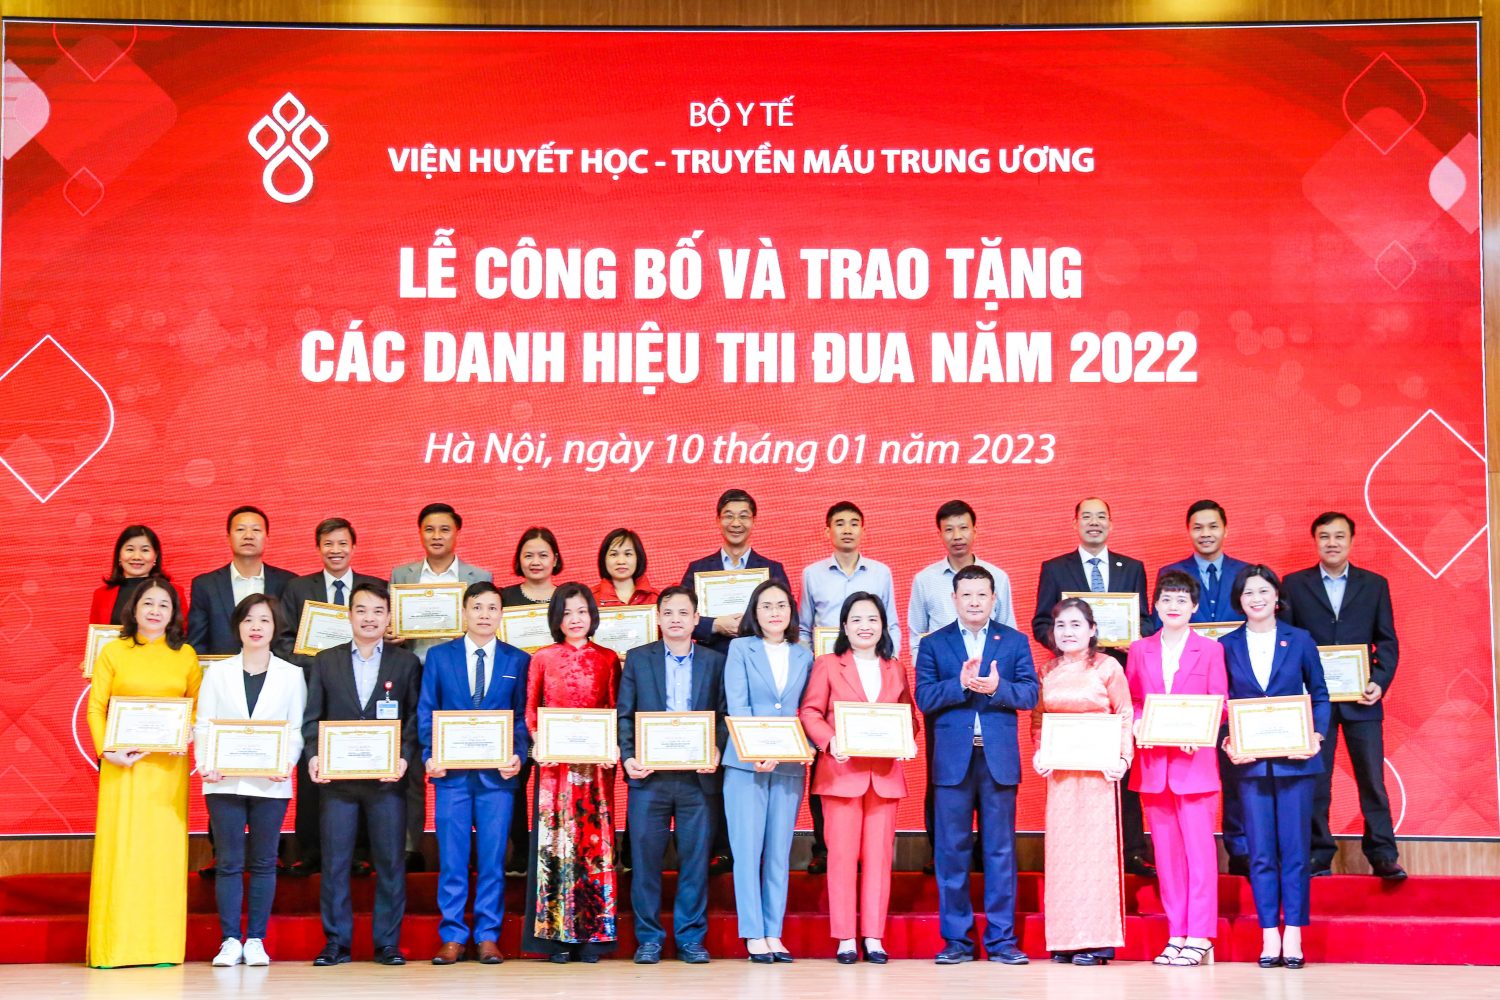 BỘ Y TẾ
VIỆN HUYẾT HỌC - TRUYỀN MÁU TRUNG ƯƠNG
LỄ CÔNG BỐ VÀ TRAO TẶNG
CÁC DANH HIỆU THI ĐUA NĂM 2022
Hà Nội, ngày 10 tháng 01 năm 2023